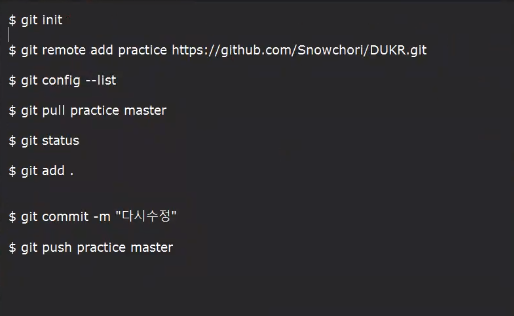 $ git init
$ git remote add practice https://github.com/Snowchori/DUKR.git
$ git config --list
$ git pull practice master
$ git status
$ git add .
$ git commit -m "다시수정"
$ git push practice master